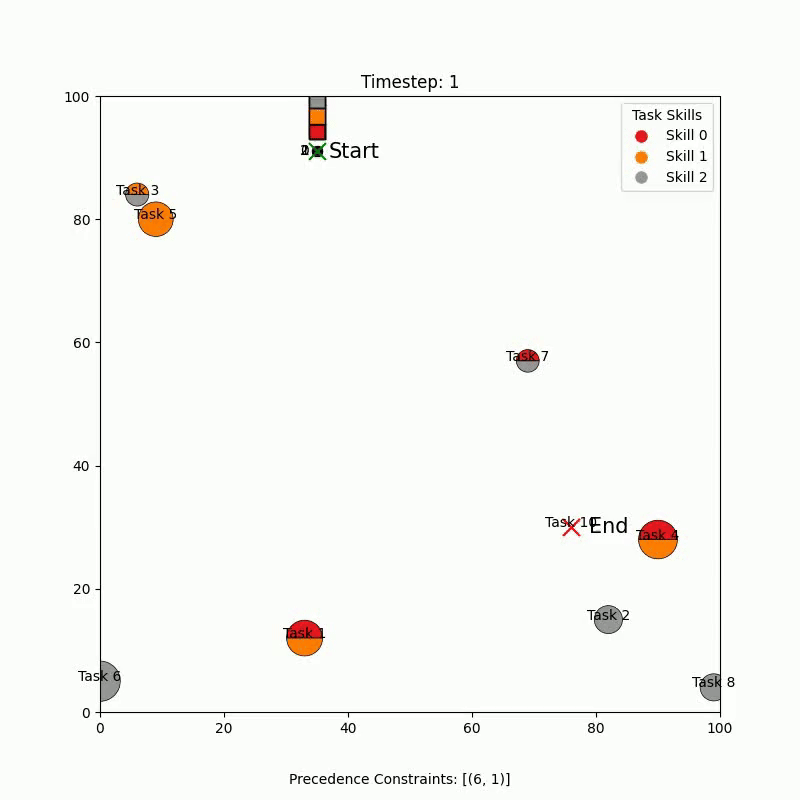 Timestep: 1
100
80
60
40
20
0
0
20
40
60
80
100
Task Skills
Skill 0
Skill 1
Skill 2
Start
Task 3
Task 5
Task 7
Task 10
End
Task 4
Task 2
Task 1
Task 6
Task 8
Precedence Constraints: [(6, 1)]